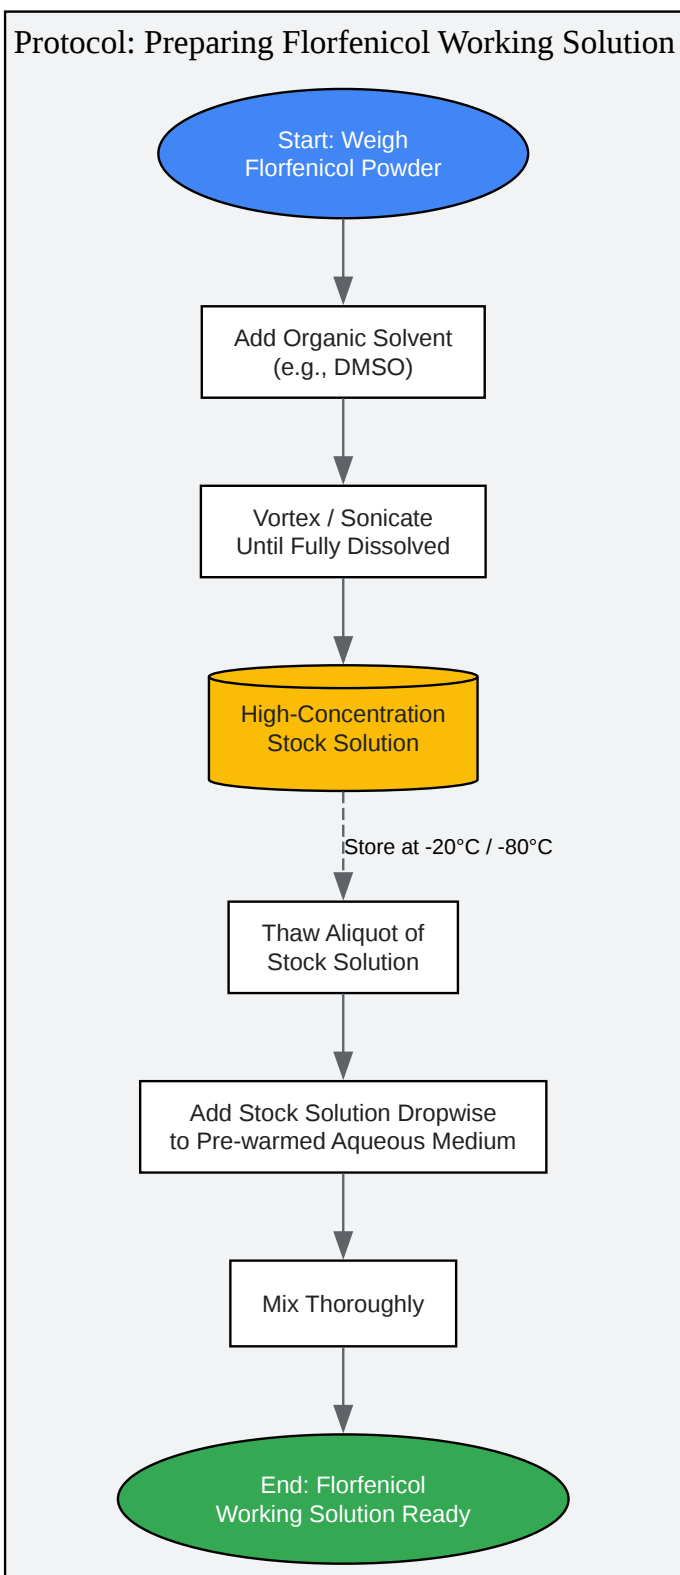 Protocol: Preparing Florfenicol Working Solution
Start: Weigh
Florfenicol Powder
Add Organic Solvent
(e.g., DMSO)
Vortex / Sonicate
Until Fully Dissolved
High-Concentration
Stock Solution
Store at -20°C / -80°C
Thaw Aliquot of
Stock Solution
Add Stock Solution Dropwise
to Pre-warmed Aqueous Medium
Mix Thoroughly
End: Florfenicol
Working Solution Ready